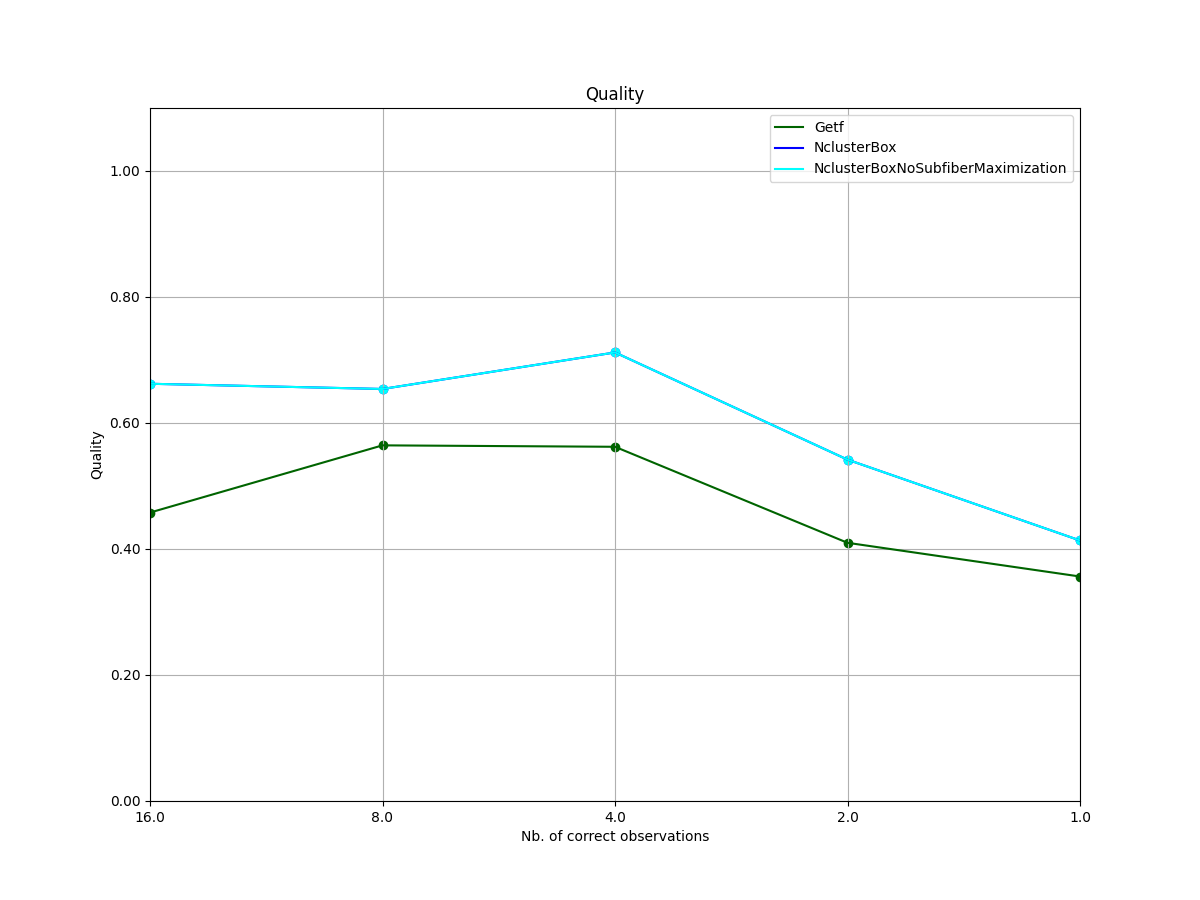 Quality
Getf
NclusterBox
NclusterBoxNoSubfiberMaximization
1.00
0.80
0.60
0.40
0.20
0.00
Quality
16.0 8.0 4.0 2.0 1.0
Nb. of correct observations